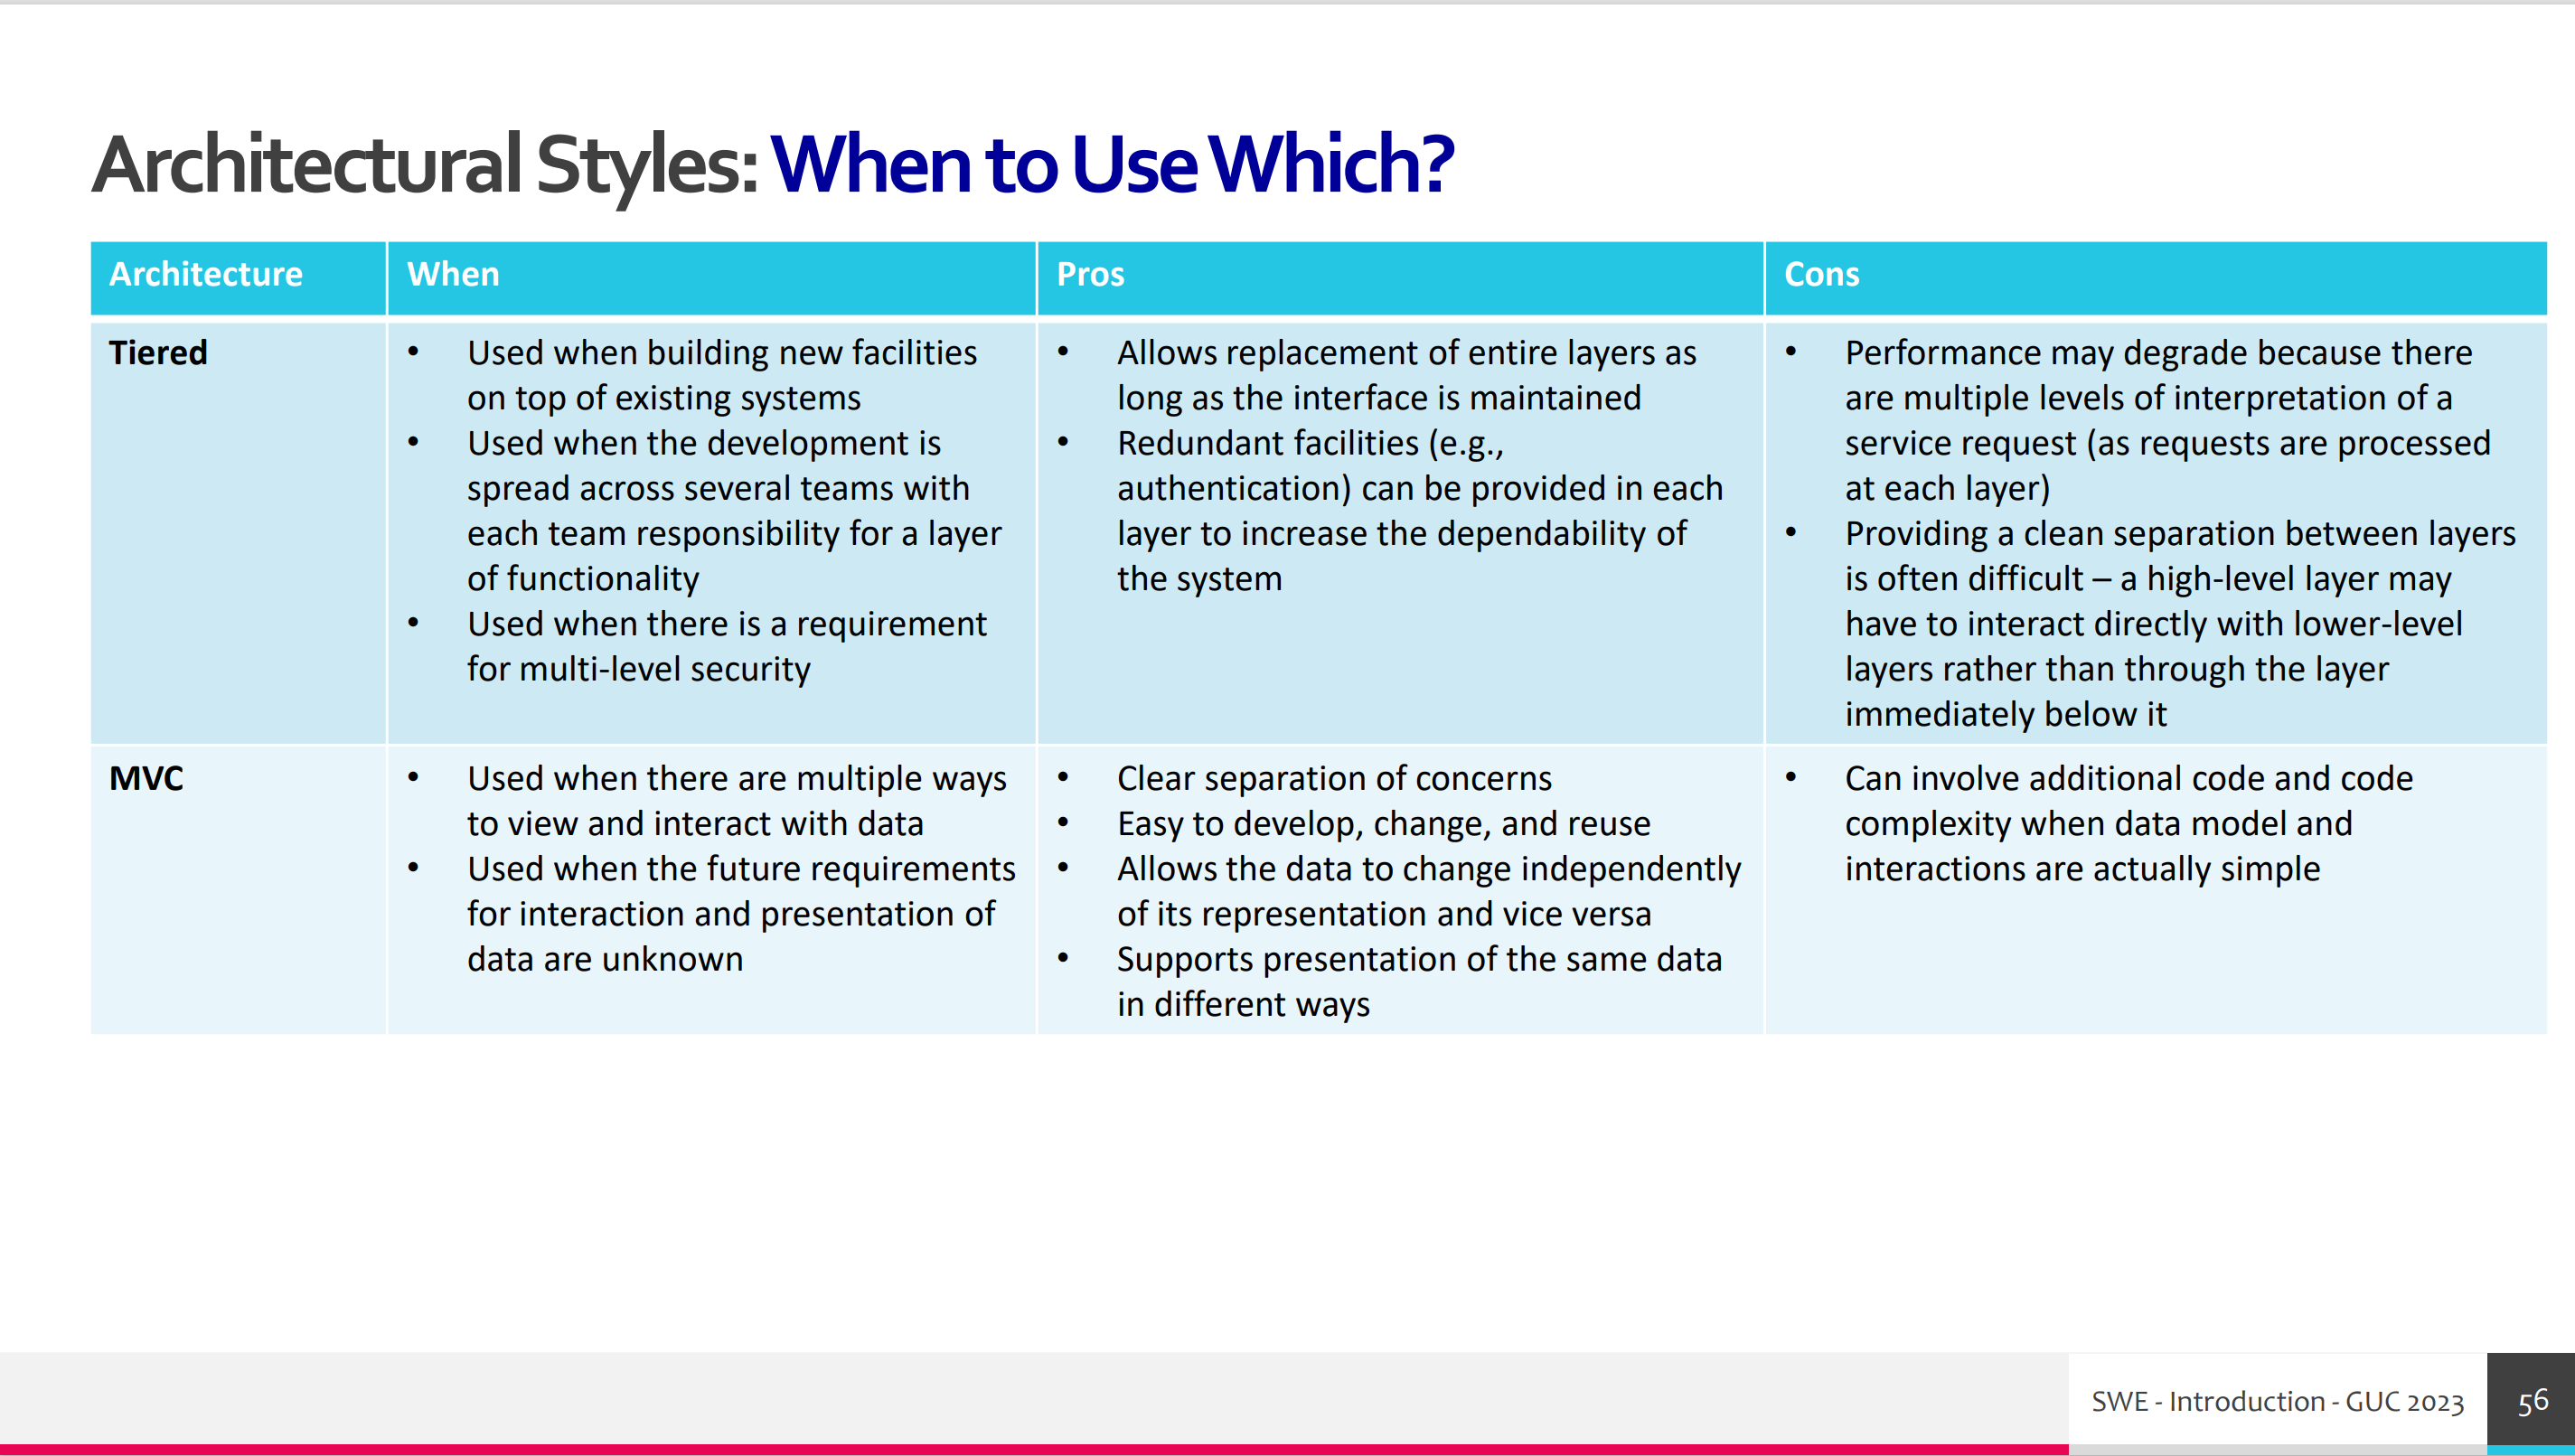 Architectural Styles: When to Use Which?
Architecture
When
Pros
Cons
Tiered
• Used when building new facilities
on top of existing systems
• Used when the development is
spread across several teams with
each team responsibility for a layer
of functionality
• Used when there is a requirement
for multi-level security
• Allows replacement of entire layers as
long as the interface is maintained
• Redundant facilities (e.g.,
authentication) can be provided in each
layer to increase the dependability of
the system
• Performance may degrade because there
are multiple levels of interpretation of a
service request (as requests are processed
at each layer)
• Providing a clean separation between layers
is often difficult – a high-level layer may
have to interact directly with lower-level
layers rather than through the layer
immediately below it
MVC
• Used when there are multiple ways
to view and interact with data
• Used when the future requirements
for interaction and presentation of
data are unknown
• Clear separation of concerns
• Easy to develop, change, and reuse
• Allows the data to change independently
of its representation and vice versa
• Supports presentation of the same data
in different ways
• Can involve additional code and code
complexity when data model and
interactions are actually simple
SWE - Introduction - GUC 2023
56